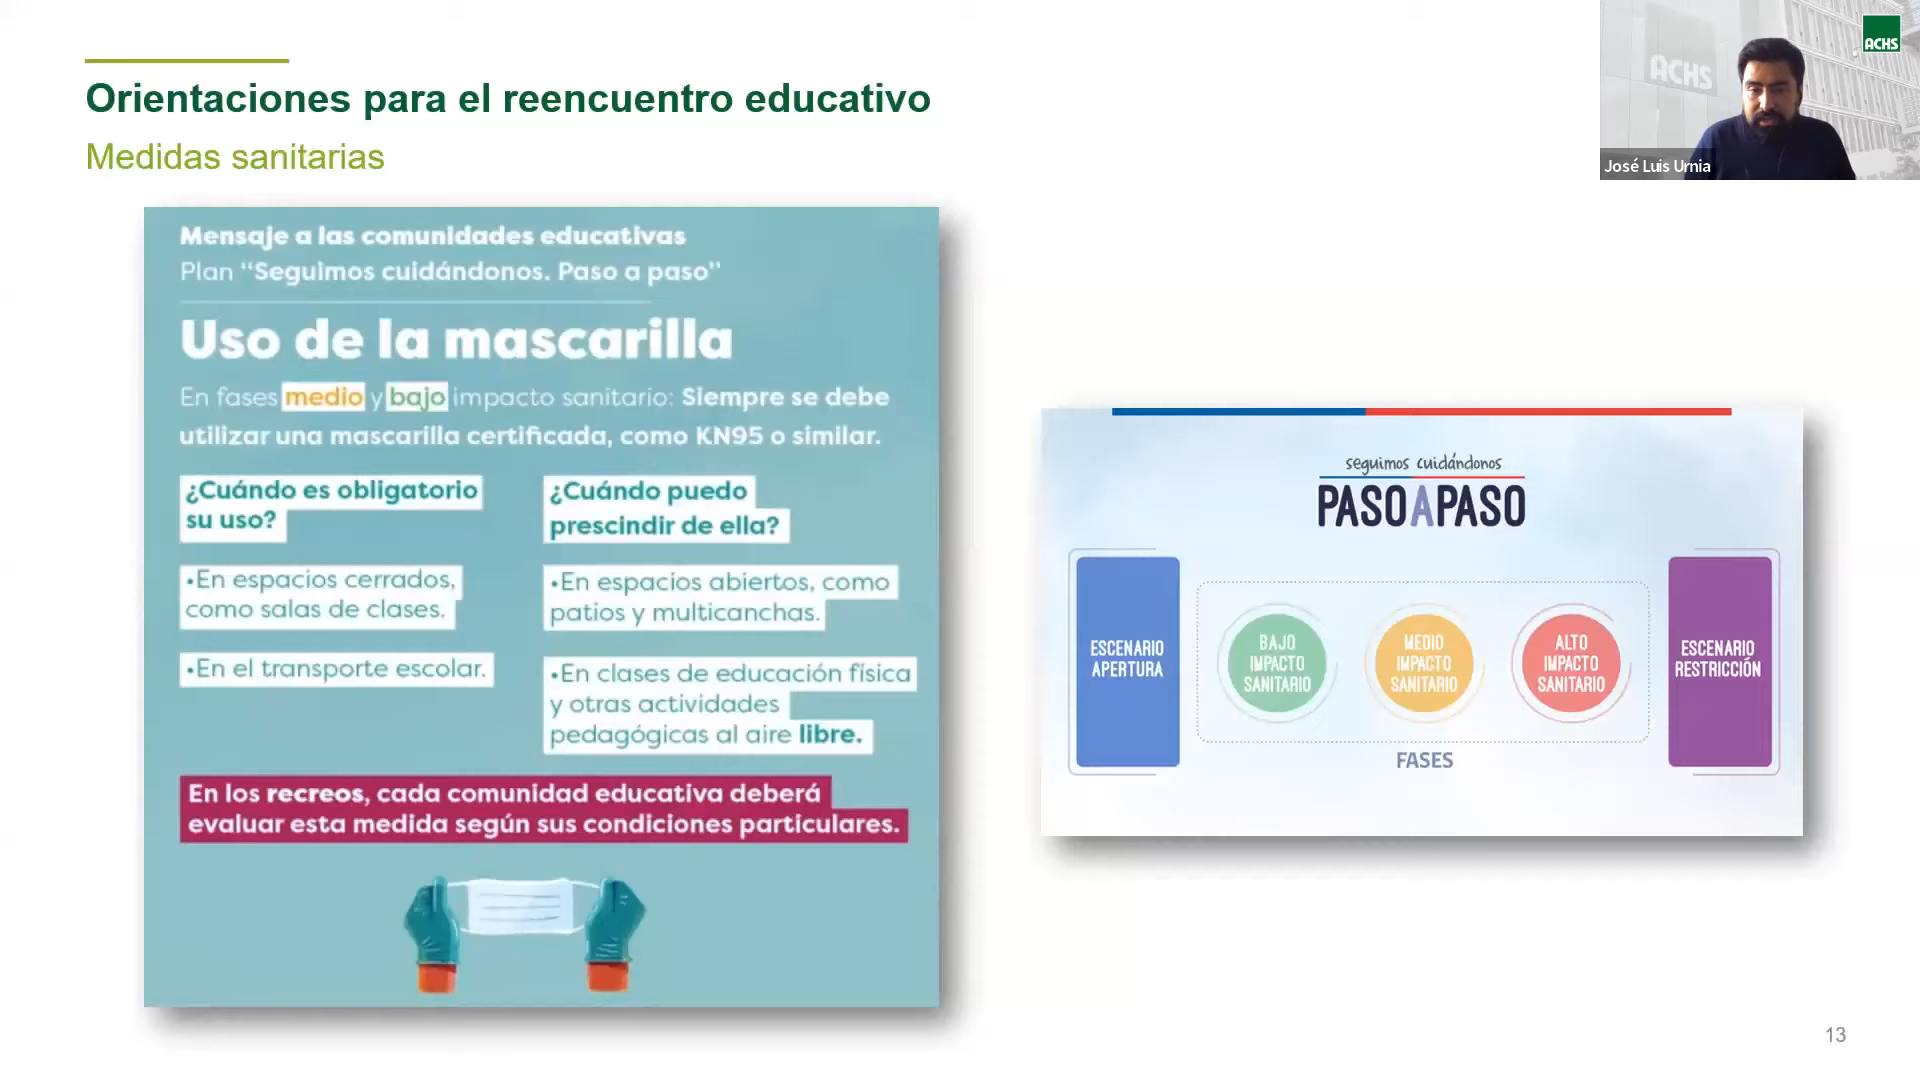 Orientaciones para el reencuentro educativo
Medidas sanitarias
ACHS
ACHS
José Luis Urnia
Mensaje a las comunidades educativas
Plan “Seguimos cuidándonos. Paso a paso”
Uso de la mascarilla
En fases medio y bajo impacto sanitario: Siempre se debe
utilizar una mascarilla certificada, como KN95 o similar.
¿Cuándo es obligatorio
su uso?
•En espacios cerrados,
como salas de clases.
•En el transporte escolar.
¿Cuándo puedo
prescindir de ella?
•En espacios abiertos, como
patios y multicanchas.
•En clases de educación física
y otras actividades
pedagógicas al aire libre.
En los recreos, cada comunidad educativa deberá
evaluar esta medida según sus condiciones particulares.
seguimos cuidándonos
PASOAPASO
ESCENARIO
APERTURA
BAJO
IMPACTO
SANITARIO
MEDIO
IMPACTO
SANITARIO
ALTO
IMPACTO
SANITARIO
ESCENARIO
RESTRICCIÓN
FASES
13